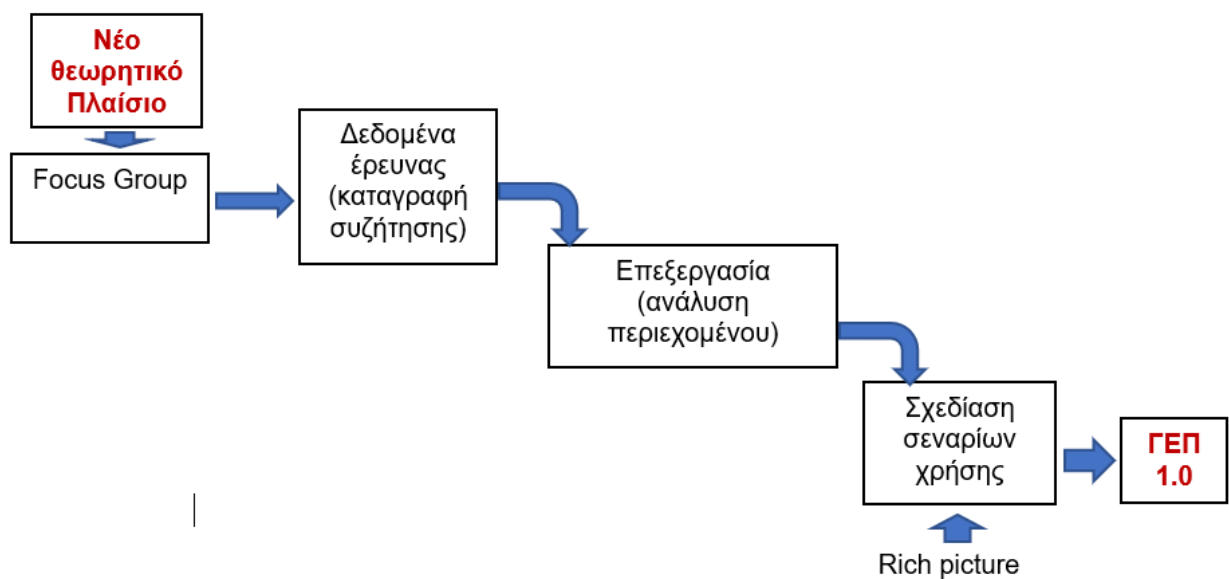 Νέο
θεωρητικό
Πλαίσιο
Focus Group
Δεδομένα
έρευνας
(καταγραφή
συζήτησης)
Επεξεργασία
(ανάλυση
περιεχομένου)
Σχεδίαση
σεναρίων
χρήσης
ΓΕΠ
1.0
Rich picture